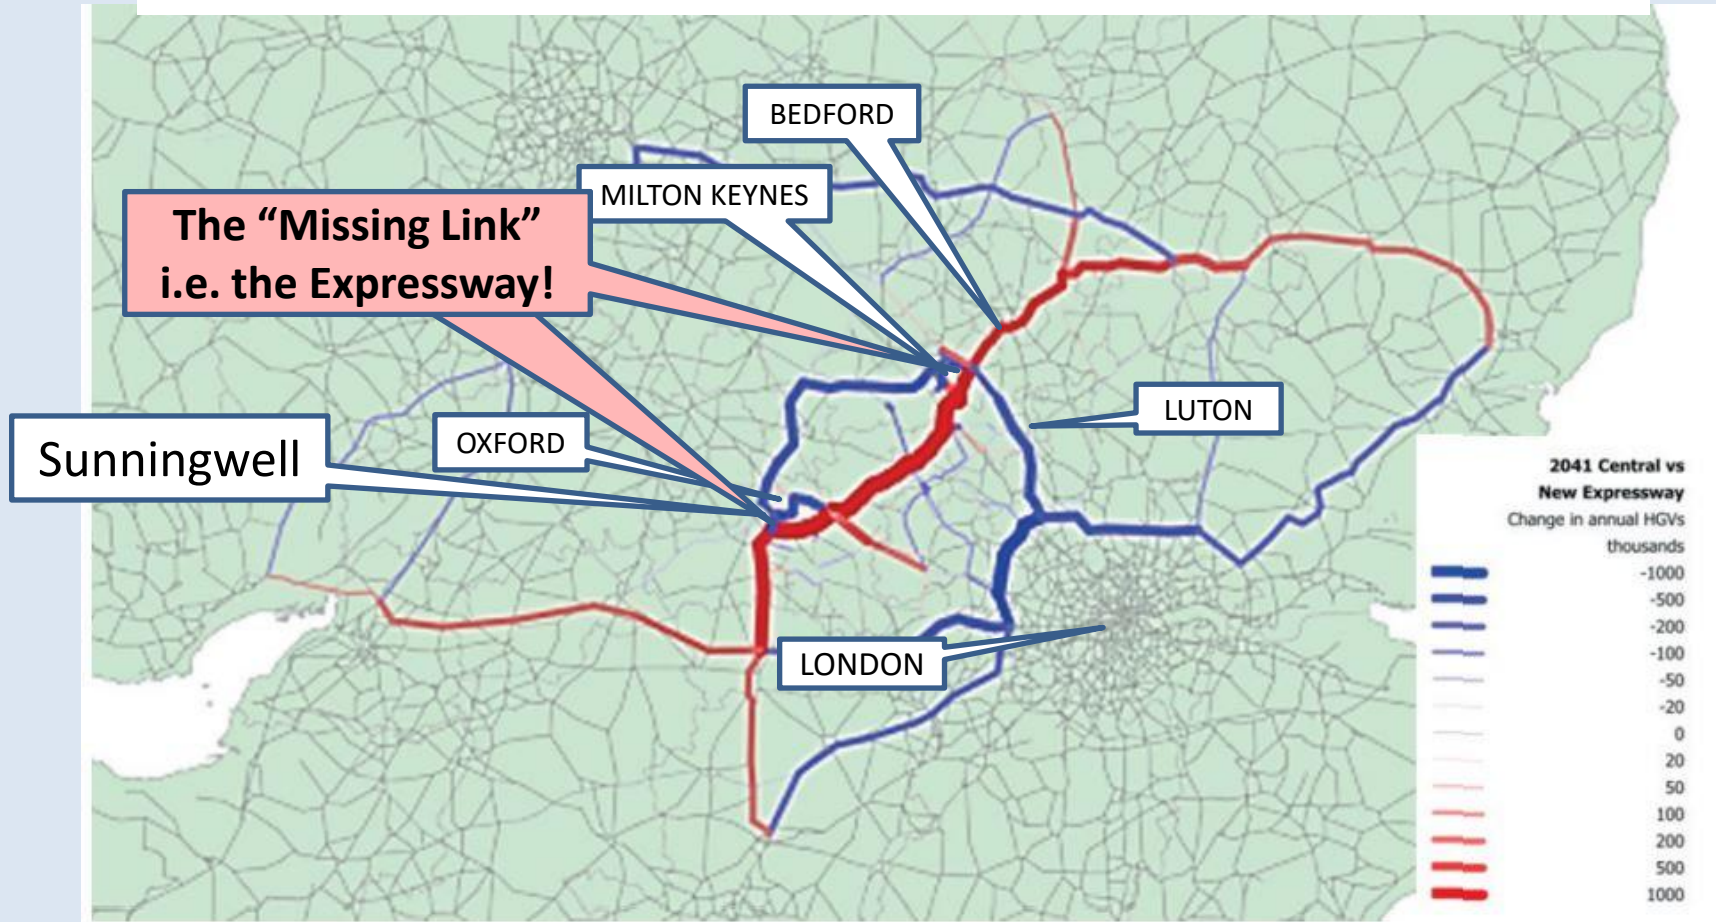 BEDFORD
MILTON KEYNES
The “Missing Link”
i.e. the Expressway!
LUTON
OXFORD
Sunningwell
LONDON
2041 Central vs
New Expressway
Change in annual HGVs
thousands
-1000
-500
-200
-100
-50
-20
0
20
50
100
200
500
1000